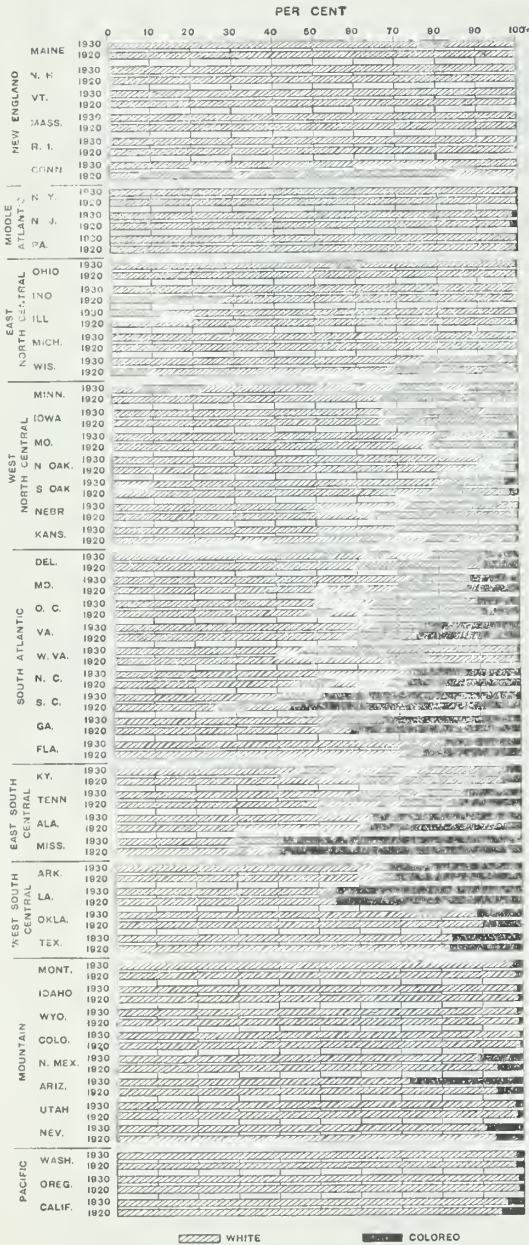 PER CENT
0 10 20 30 40 50 60 70 80 90 100%
NEW ENGLAND
MAINE 1930
1920
N. H. 1930
1920
VT. 1930
1920
MASS. 1930
1920
R. I. 1930
1920
CONN 1930
1920
MIDDLE ATLANTIC
N. Y. 1930
1920
N. J. 1930
1920
PA. 1930
1920
EAST NORTH CENTRAL
OHIO 1930
1920
IND 1930
1920
ILL 1930
1920
MICH. 1930
1920
WIS. 1930
1920
WEST NORTH CENTRAL
MINN. 1930
1920
IOWA 1930
1920
MO. 1930
1920
N DAK. 1930
1920
S DAK 1930
1920
NEBR 1930
1920
KANS. 1930
1920
SOUTH ATLANTIC
DEL. 1930
1920
MD. 1930
1920
D. C. 1930
1920
VA. 1930
1920
W. VA. 1930
1920
N. C. 1930
1920
S. C. 1930
1920
GA. 1930
1920
FLA. 1930
1920
EAST SOUTH CENTRAL
KY. 1930
1920
TENN 1930
1920
ALA. 1930
1920
MISS. 1930
1920
WEST SOUTH CENTRAL
ARK. 1930
1920
LA. 1930
1920
OKLA. 1930
1920
TEX. 1930
1920
MOUNTAIN
MONT. 1930
1920
IDAHO 1930
1920
WYO. 1930
1920
COLO. 1930
1920
N. MEX. 1930
1920
ARIZ. 1930
1920
UTAH 1930
1920
NEV. 1930
1920
PACIFIC
WASH. 1930
1920
OREG. 1930
1920
CALIF. 1930
1920
WHITE COLORED